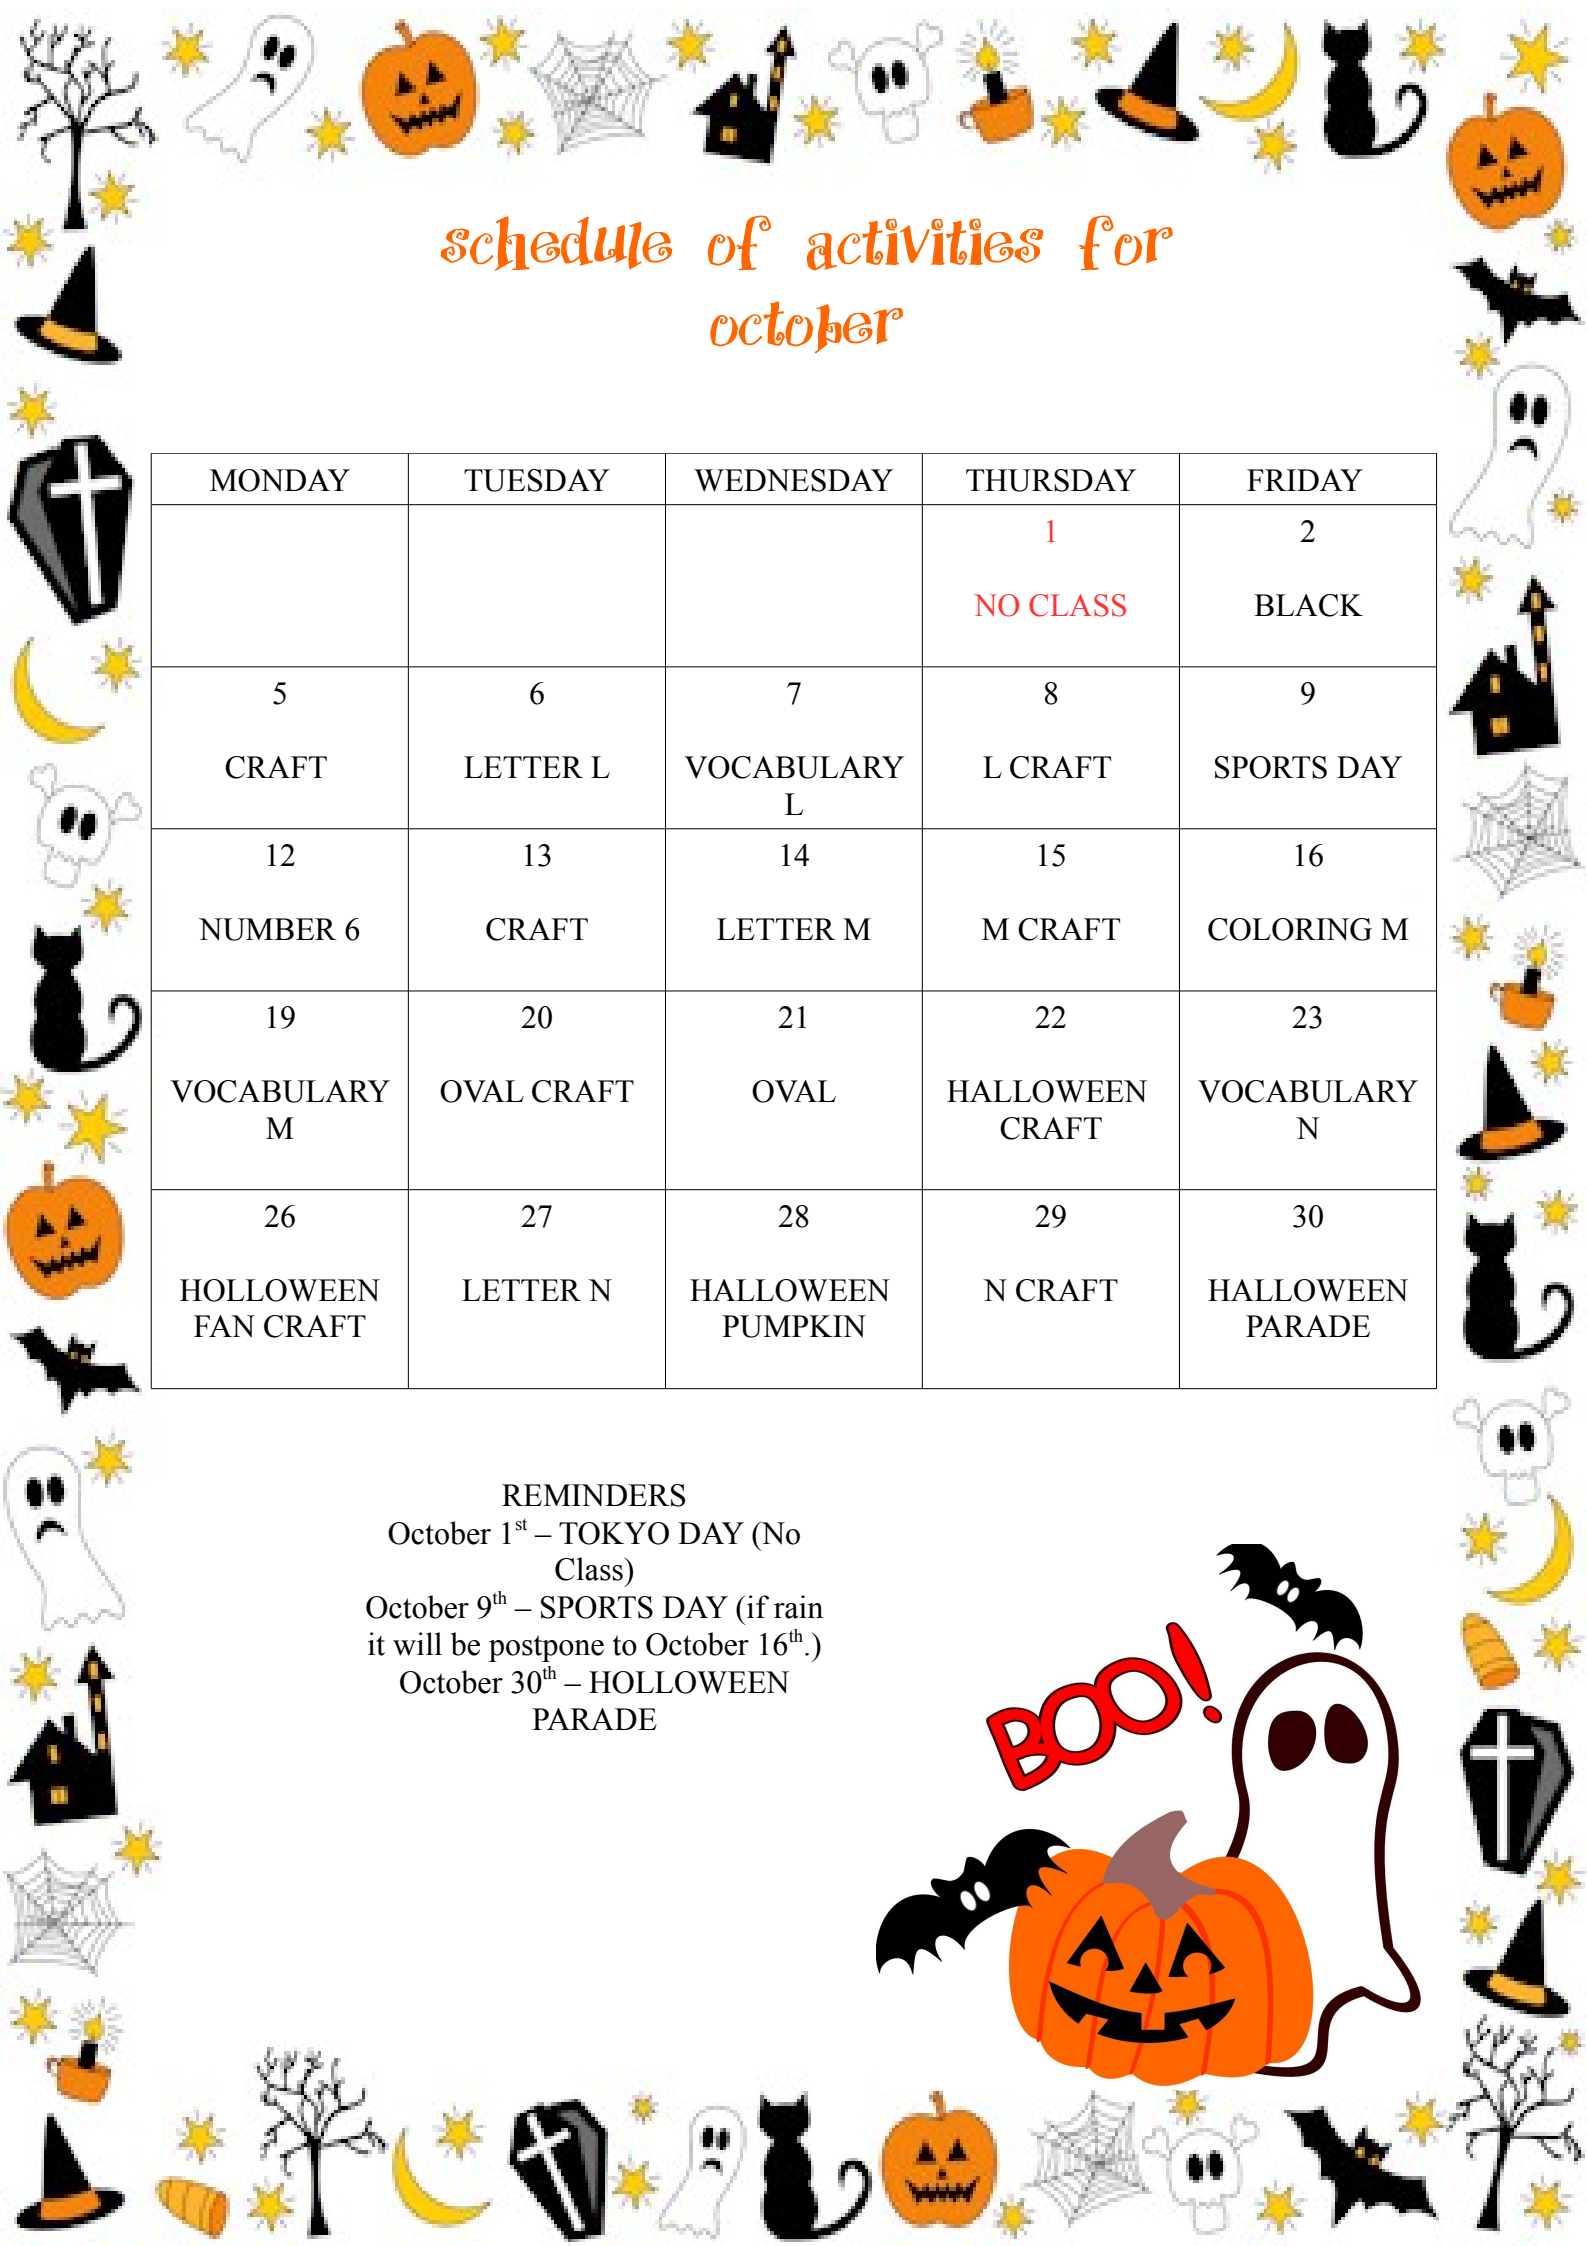 schedule of activities for
october
MONDAY TUESDAY WEDNESDAY THURSDAY FRIDAY
1 2
NO CLASS BLACK
5 6 7 8 9
CRAFT LETTER L VOCABULARY L CRAFT SPORTS DAY
L
12 13 14 15 16
NUMBER 6 CRAFT LETTER M M CRAFT COLORING M
19 20 21 22 23
VOCABULARY OVAL CRAFT OVAL HALLOWEEN VOCABULARY
M CRAFT N
26 27 28 29 30
HOLLOWEEN LETTER N HALLOWEEN N CRAFT HALLOWEEN
FAN CRAFT PUMPKIN PARADE
REMINDERS
October 1st – TOKYO DAY (No
Class)
October 9th – SPORTS DAY (if rain
it will be postpone to October 16th.)
October 30th – HOLLOWEEN
PARADE
BOO!